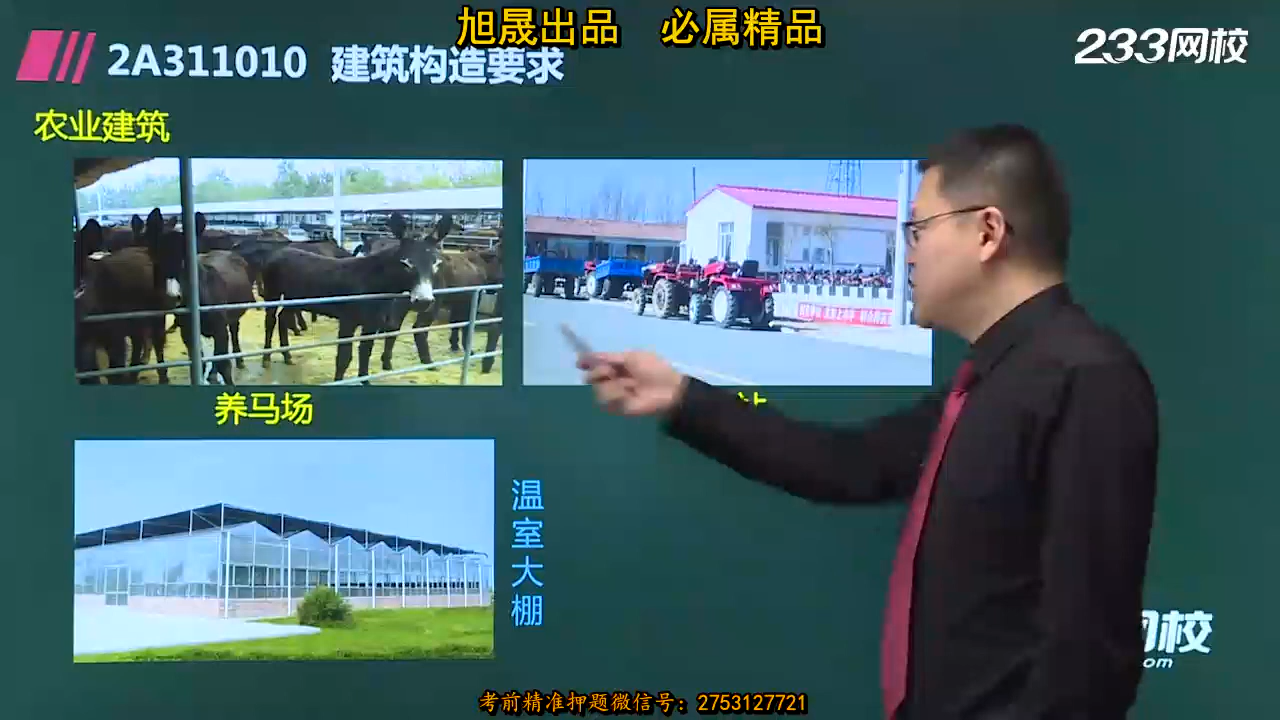 旭晟出品 必属精品
2A311010 建筑构造要求
233网校
农业建筑
养马场
站
温室大棚
网校
om
考前精准押题微信号：2753127721